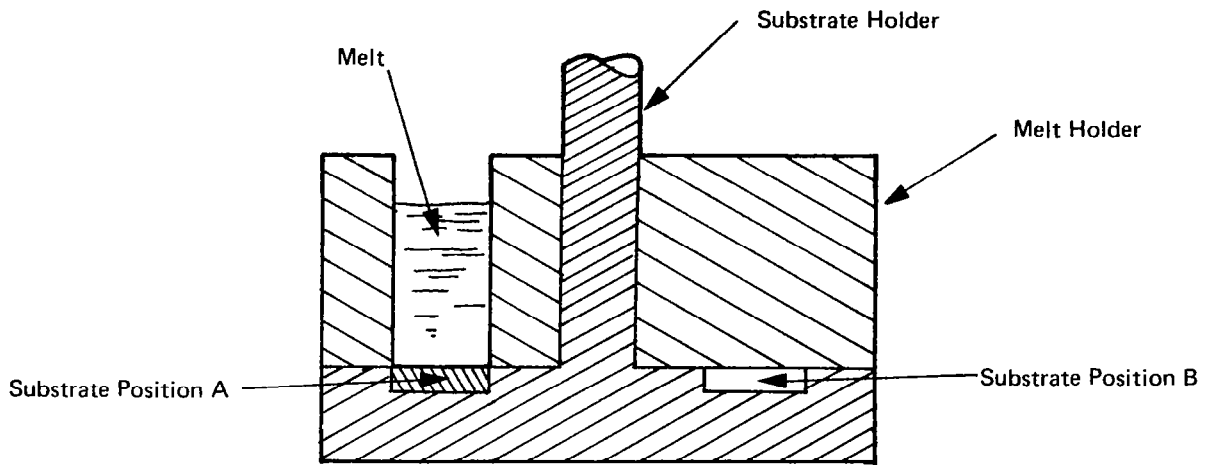 Substrate Holder
Melt
Melt Holder
Substrate Position A
Substrate Position B